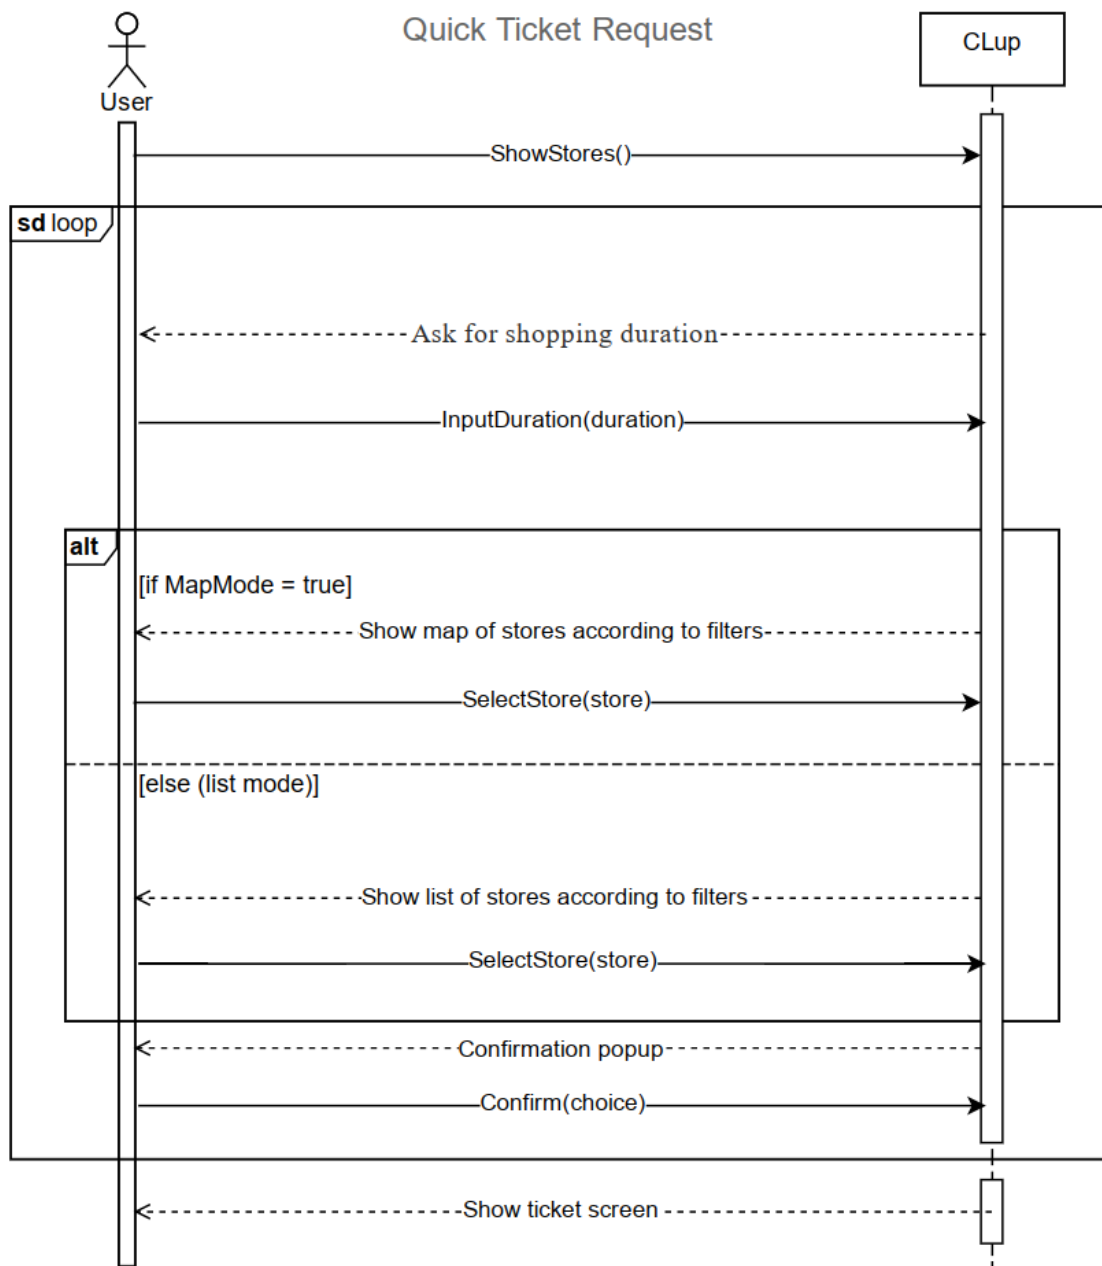 Quick Ticket Request
CLup
User
ShowStores()
sd loop
Ask for shopping duration
InputDuration(duration)
alt
[if MapMode = true]
Show map of stores according to filters
SelectStore(store)
[else (list mode)]
Show list of stores according to filters
SelectStore(store)
Confirmation popup
Confirm(choice)
Show ticket screen